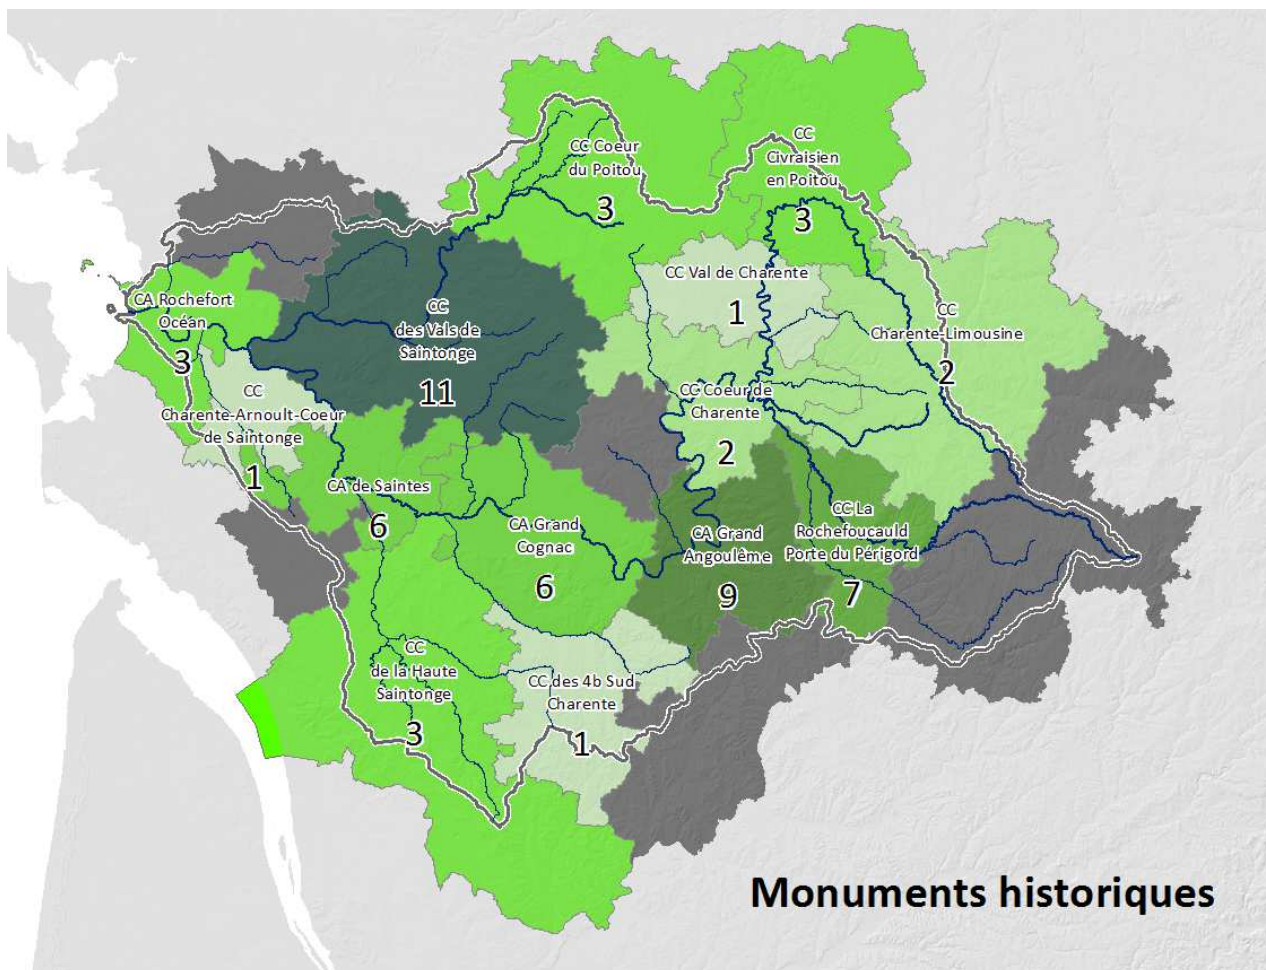 CC
Civraisien
en Poitou
3
CC Coeur
du Poitou
3
CC Val de Charente
1
CA Rochefort
Océan
3
CC
des Vals de
Saintonge
11
CC
Charente-Limousine
2
CC
Charente-Arnoult-Coeur
de Saintonge
1
CC Coeur de
Charente
2
CA de Saintes
6
CA Grand
Cognac
6
CA Grand
Angoulême
9
CC La
Rochefoucauld
Porte du Périgord
7
CC
de la Haute
Saintonge
3
CC des 4b Sud
Charente
1
Monuments historiques